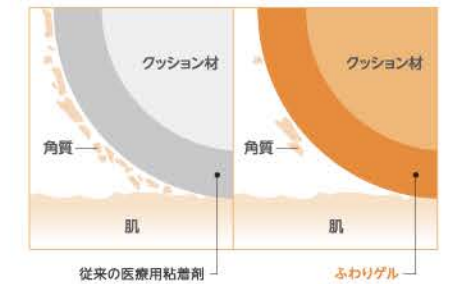 クッション材
クッション材
角質
角質
肌
肌
従来の医療用粘着剤
ふわりゲル